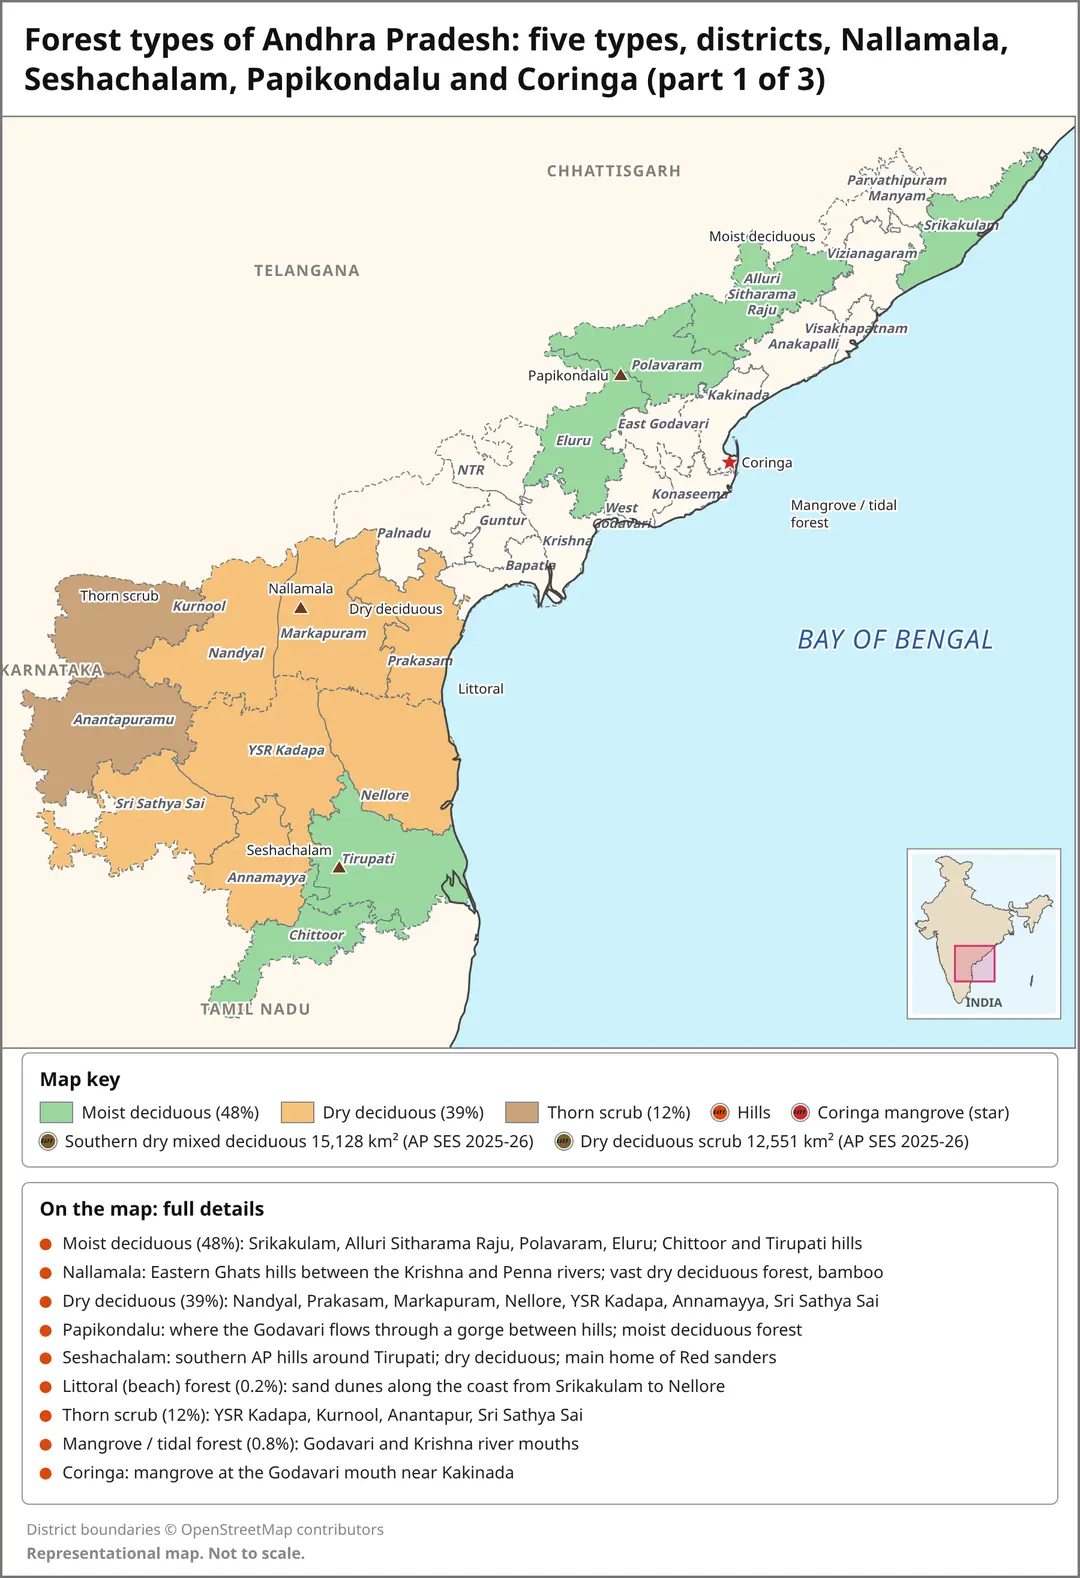 Forest types of Andhra Pradesh: five types, districts, Nallamala,
Seshachalam, Papikondalu and Coringa (part 1 of 3)
CHHATTISGARH
Parvathipuram
Manyam
Srikakulam
Moist deciduous
Vizianagaram
TELANGANA
Alluri
Sitharama
Raju
Visakhapatnam
Anakapalli
Polavaram
Papikondalu
Kakinada
East Godavari
Eluru
Coringa
NTR
Konaseema
Mangrove / tidal
forest
West
Godavari
Guntur
Palnadu
Krishna
Bapatla
Nallamala
Thorn scrub
Kurnool
Dry deciduous
Markapuram
BAY OF BENGAL
Nandyal
Prakasam
KARNATAKA
Littoral
Anantapuramu
YSR Kadapa
Nellore
Sri Sathya Sai
Seshachalam
Tirupati
Annamayya
Chittoor
TAMIL NADU
INDIA
Map key
Moist deciduous (48%)
Dry deciduous (39%)
Thorn scrub (12%)
Hills
Coringa mangrove (star)
Southern dry mixed deciduous 15,128 km² (AP SES 2025-26)
Dry deciduous scrub 12,551 km² (AP SES 2025-26)
On the map: full details
Moist deciduous (48%): Srikakulam, Alluri Sitharama Raju, Polavaram, Eluru; Chittoor and Tirupati hills
Nallamala: Eastern Ghats hills between the Krishna and Penna rivers; vast dry deciduous forest, bamboo
Dry deciduous (39%): Nandyal, Prakasam, Markapuram, Nellore, YSR Kadapa, Annamayya, Sri Sathya Sai
Papikondalu: where the Godavari flows through a gorge between hills; moist deciduous forest
Seshachalam: southern AP hills around Tirupati; dry deciduous; main home of Red sanders
Littoral (beach) forest (0.2%): sand dunes along the coast from Srikakulam to Nellore
Thorn scrub (12%): YSR Kadapa, Kurnool, Anantapur, Sri Sathya Sai
Mangrove / tidal forest (0.8%): Godavari and Krishna river mouths
Coringa: mangrove at the Godavari mouth near Kakinada
District boundaries © OpenStreetMap contributors
Representational map. Not to scale.